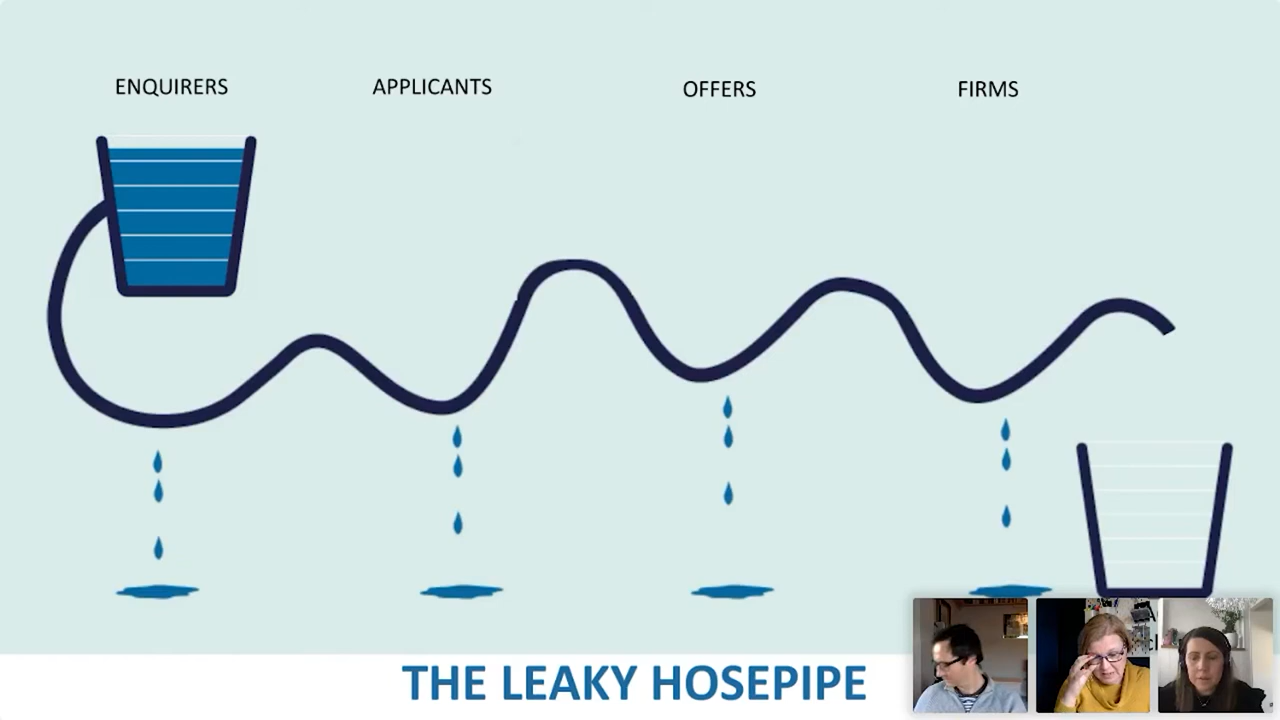 ENQUIRERS
APPLICANTS
OFFERS
FIRMS
THE LEAKY HOSEPIPE